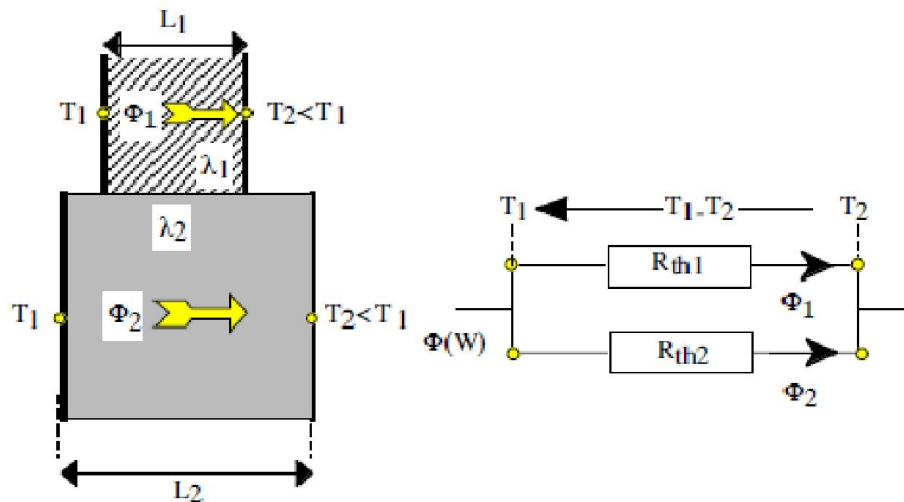 L1
T1 Φ1 T2<T1
λ1
λ2
T1 Φ2 T2<T1
L2
T1 T1-T2 T2
Rth1
Φ1
Φ(W)
Rth2
Φ2